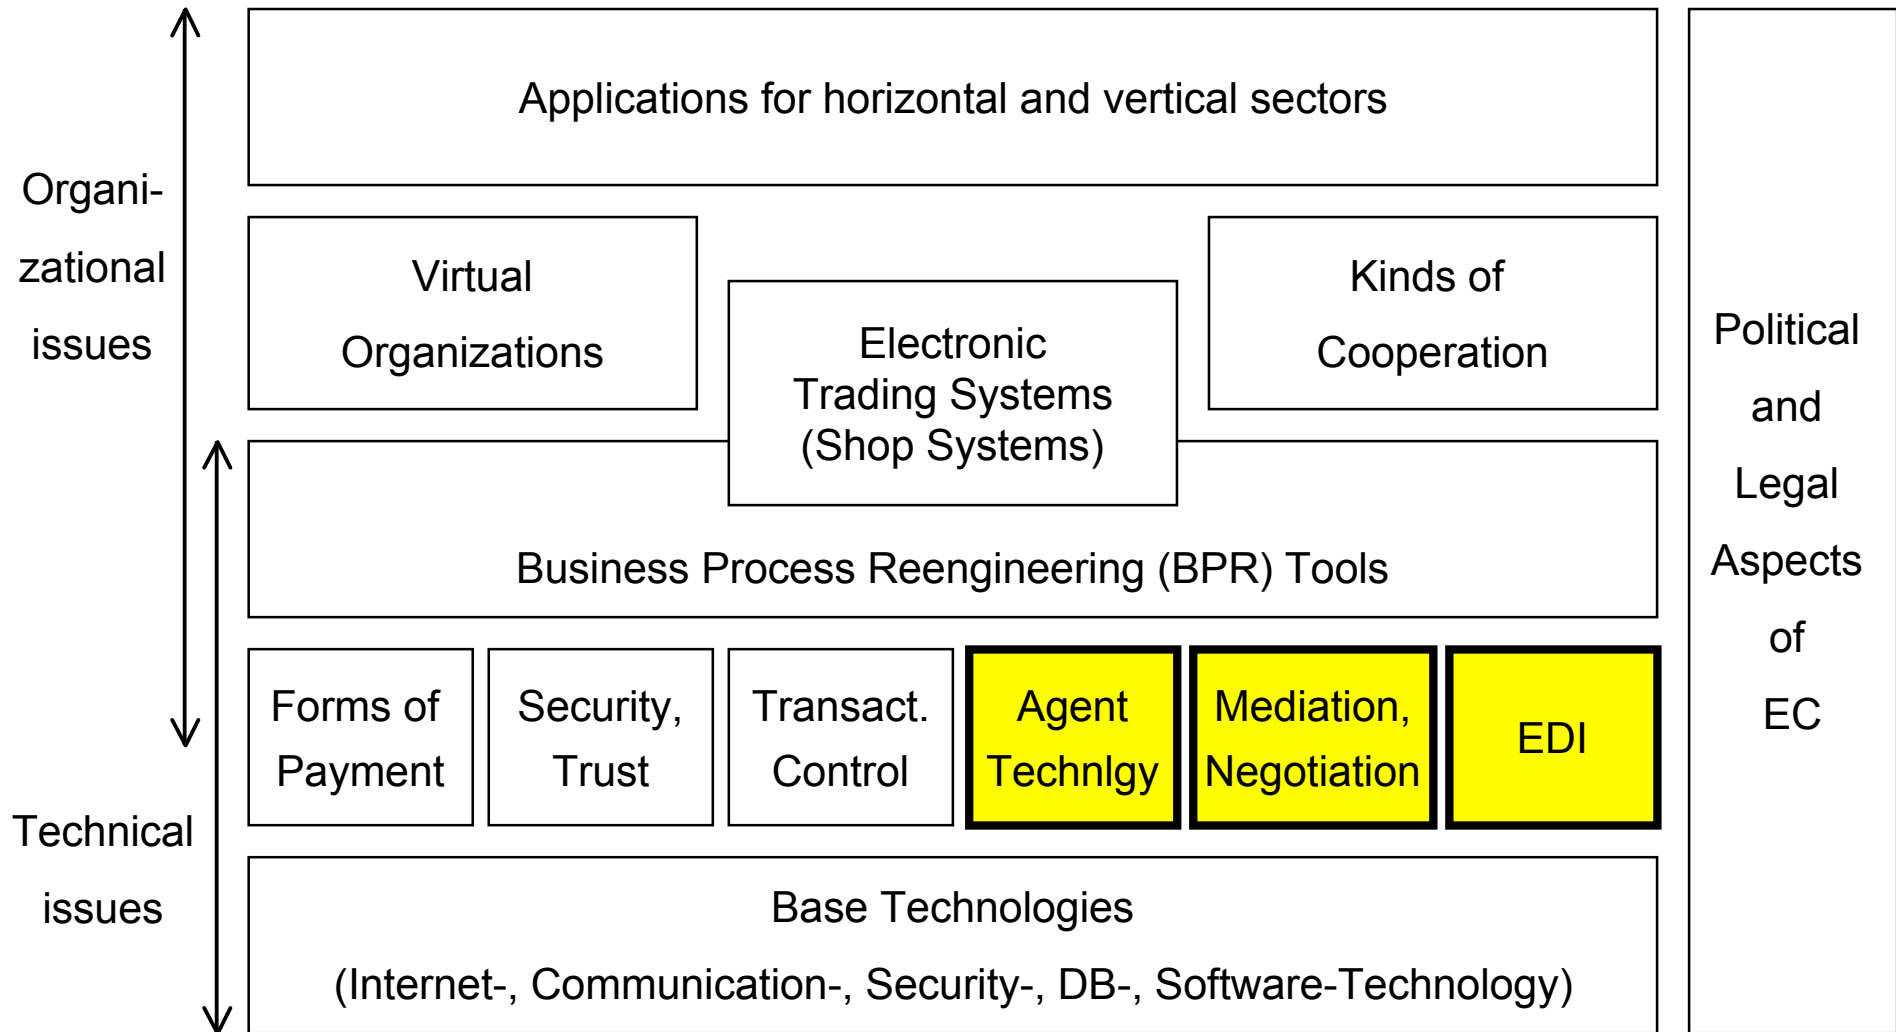 Applications for horizontal and vertical sectors
Organi-
zational
issues
Virtual
Organizations
Electronic
Trading Systems
(Shop Systems)
Kinds of
Cooperation
Business Process Reengineering (BPR) Tools
Forms of
Payment
Security,
Trust
Transact.
Control
Agent
Technlgy
Mediation,
Negotiation
EDI
Technical
issues
Base Technologies
(Internet-, Communication-, Security-, DB-, Software-Technology)
Political
and
Legal
Aspects
of
EC